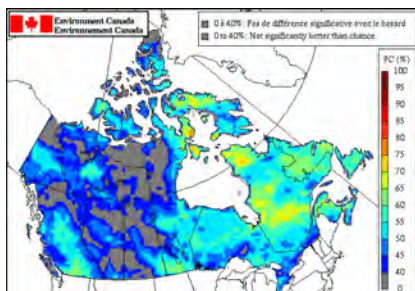 Environment Canada
Environnement Canada
0 à 40% : Pas de différence significative avec le hasard
0 to 40% : Not significantly better than chance
PC (%)
100
95
90
85
80
75
70
65
60
55
50
45
40
0